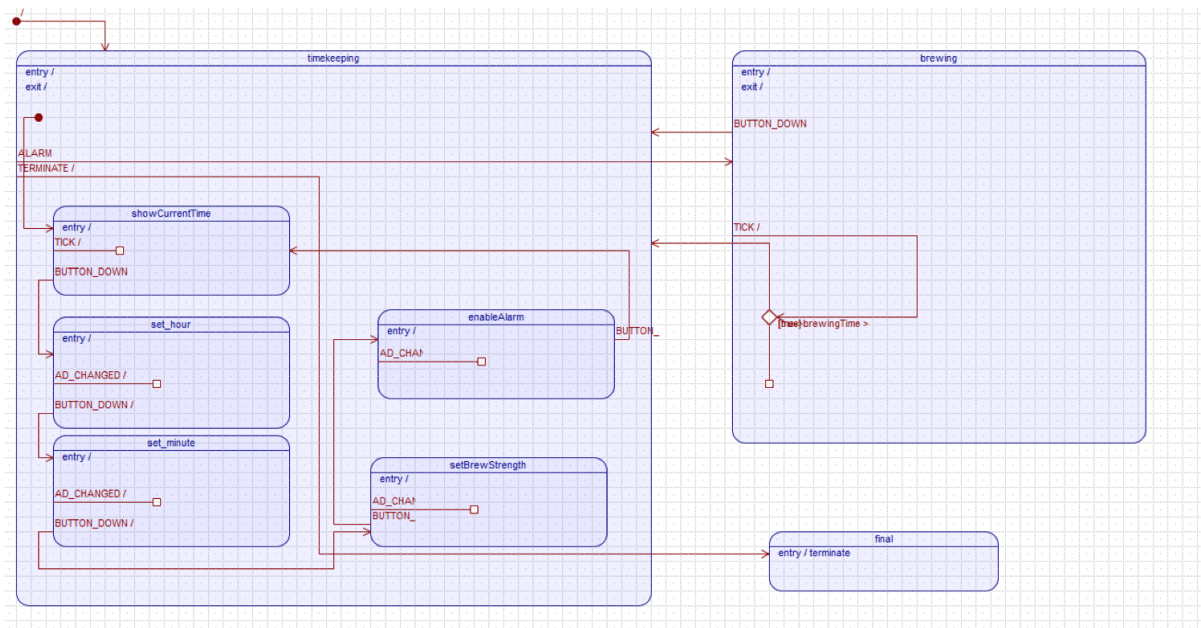 /
timekeeping
entry /
exit /
ALARM
TERMINATE /
showCurrentTime
entry /
TICK /
BUTTON_DOWN
set_hour
entry /
AD_CHANGED /
BUTTON_DOWN /
set_minute
entry /
AD_CHANGED /
BUTTON_DOWN /
enableAlarm
entry /
AD_CHAN
BUTTON_
setBrewStrength
entry /
AD_CHAN
BUTTON_
brewing
entry /
exit /
BUTTON_DOWN
TICK /
brewingTime >
final
entry / terminate